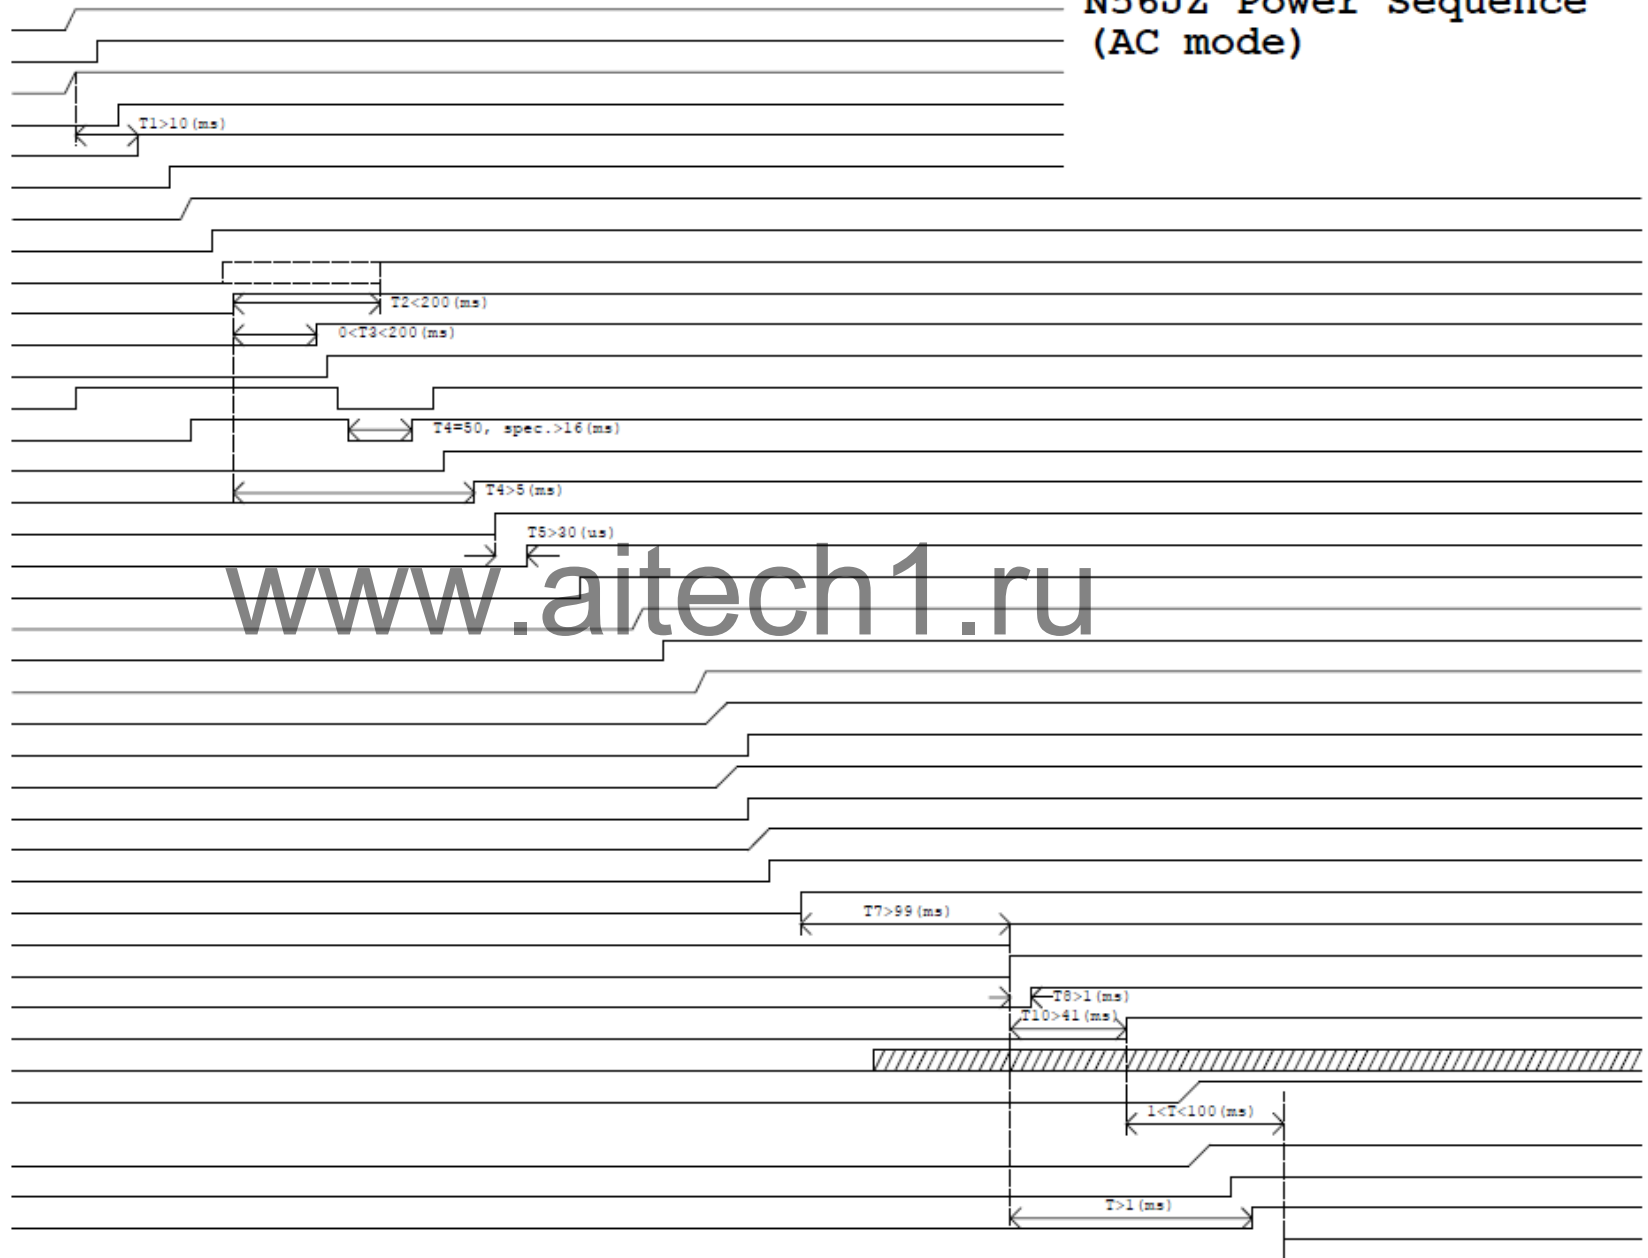 N56JZ Power Sequence
(AC mode)
T1>10(ms)
T2<200(ms)
0<T3<200(ms)
T4=50, spec.>16(ms)
T4>5(ms)
T5>30(us)
www.aitech1.ru
T7>99(ms)
T8>1(ms)
T10>41(ms)
1<T<100(ms)
T>1(ms)